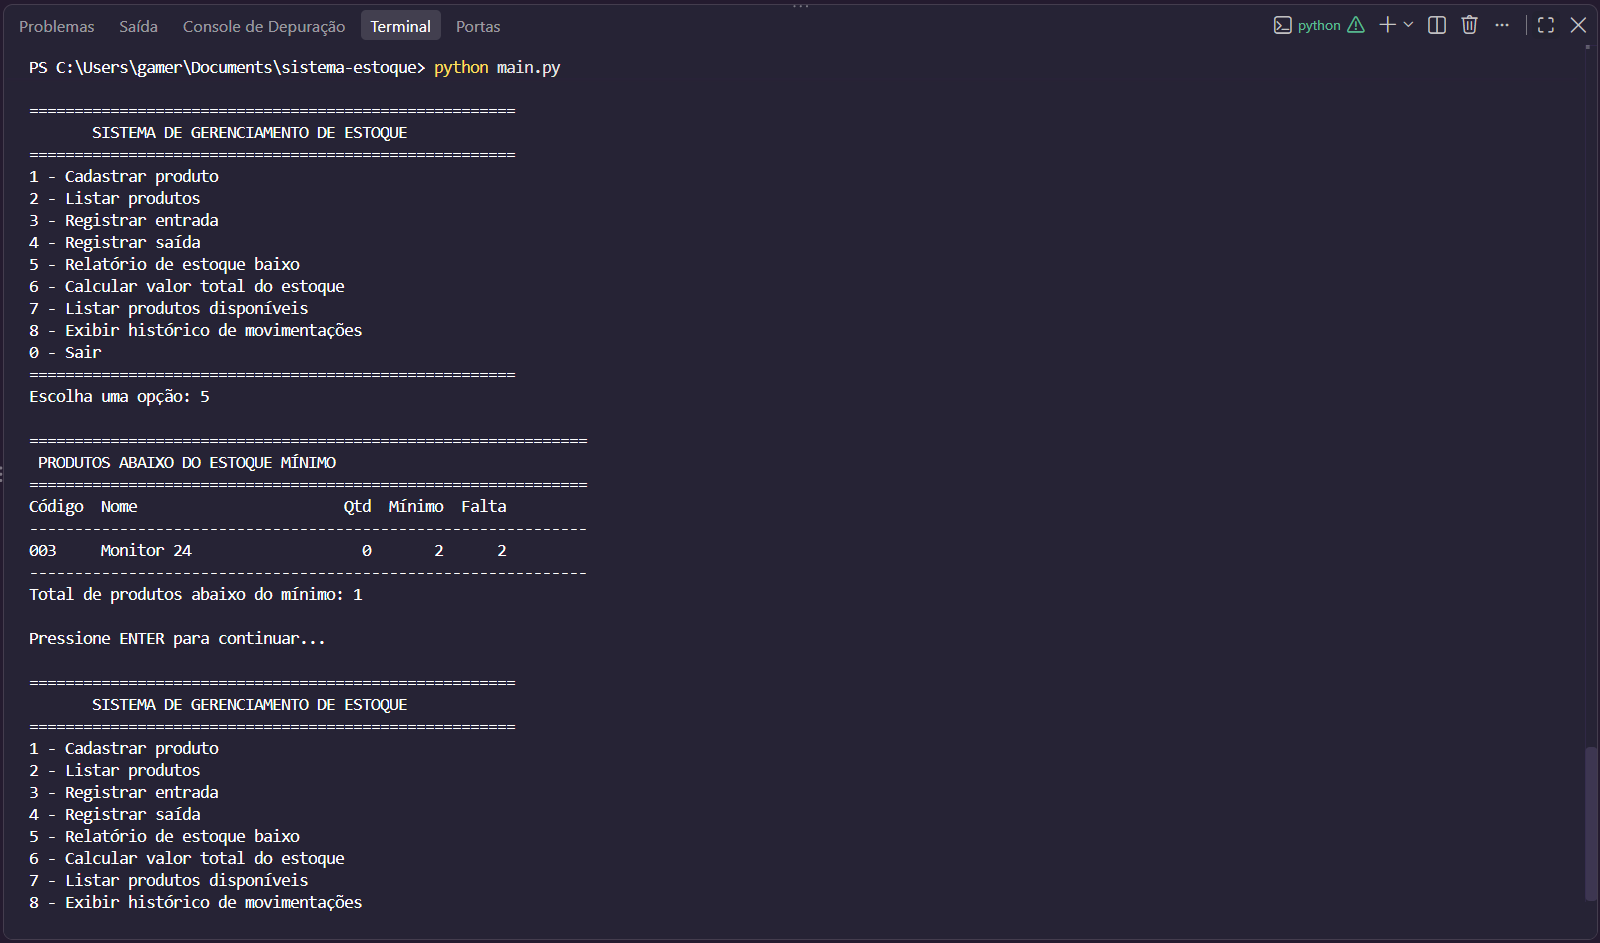 Problemas Saída Console de Depuração Terminal Portas python
PS C:\Users\gamer\Documents\sistema-estoque> python main.py
======================================================
SISTEMA DE GERENCIAMENTO DE ESTOQUE
======================================================
1 - Cadastrar produto
2 - Listar produtos
3 - Registrar entrada
4 - Registrar saída
5 - Relatório de estoque baixo
6 - Calcular valor total do estoque
7 - Listar produtos disponíveis
8 - Exibir histórico de movimentações
0 - Sair
======================================================
Escolha uma opção: 5
==============================================================
PRODUTOS ABAIXO DO ESTOQUE MÍNIMO
==============================================================
Código  Nome                       Qtd  Mínimo  Falta
--------------------------------------------------------------
003     Monitor 24                   0       2      2
--------------------------------------------------------------
Total de produtos abaixo do mínimo: 1
Pressione ENTER para continuar...
======================================================
SISTEMA DE GERENCIAMENTO DE ESTOQUE
======================================================
1 - Cadastrar produto
2 - Listar produtos
3 - Registrar entrada
4 - Registrar saída
5 - Relatório de estoque baixo
6 - Calcular valor total do estoque
7 - Listar produtos disponíveis
8 - Exibir histórico de movimentações